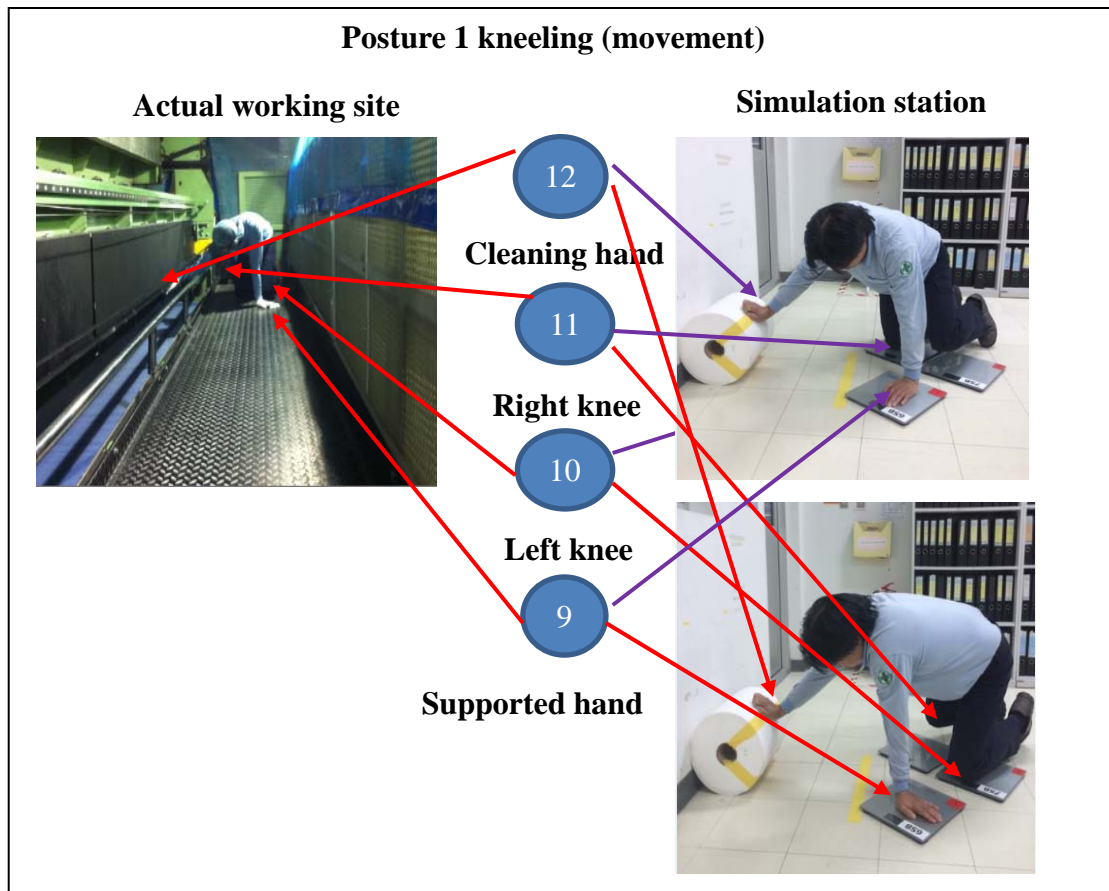 Posture 1 kneeling (movement)
Actual working site
Simulation station
12
Cleaning hand
11
Right knee
10
Left knee
9
Supported hand